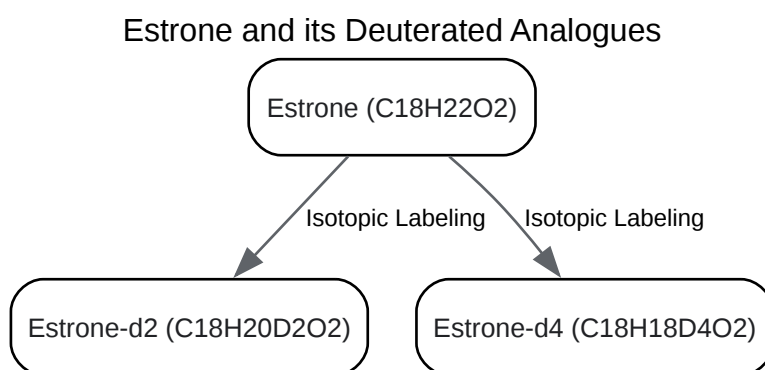 Estrone and its Deuterated Analogues
Estrone (C18H22O2)
Isotopic Labeling
Isotopic Labeling
Estrone-d2 (C18H20D2O2)
Estrone-d4 (C18H18D4O2)